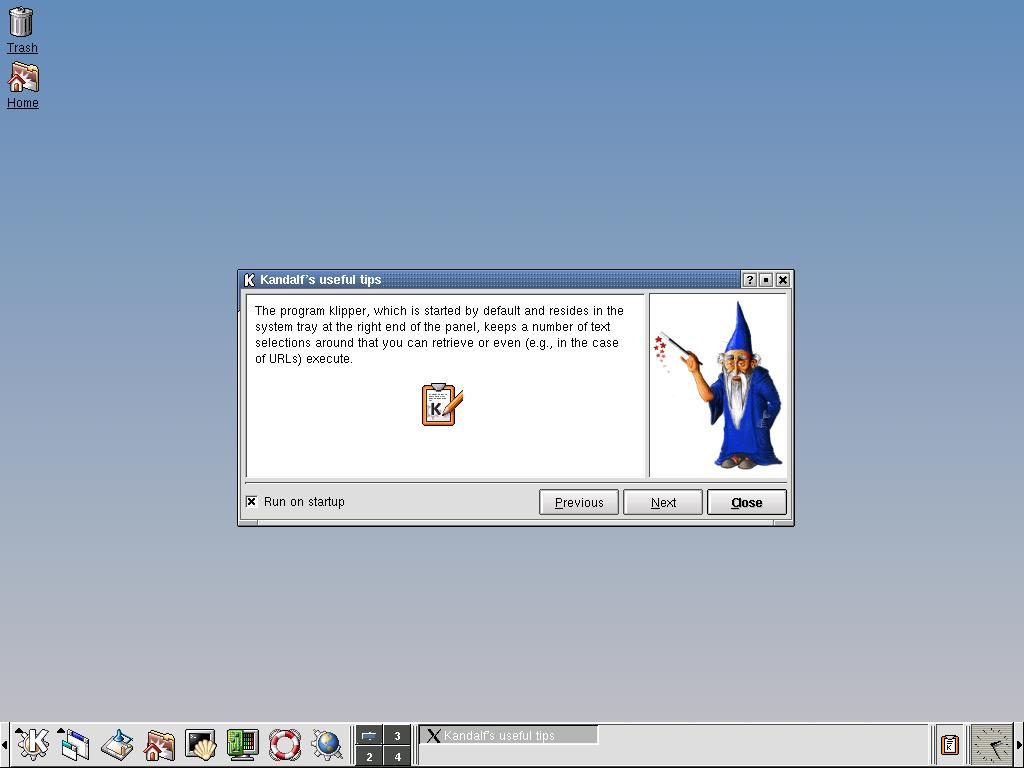 Trash
Home
Kandalf's useful tips
The program klipper, which is started by default and resides in the
system tray at the right end of the panel, keeps a number of text
selections around that you can retrieve or even (e.g., in the case
of URLs) execute.
K
Run on startup
Previous
Next
Close
3
2
4
Kandalf's useful tips